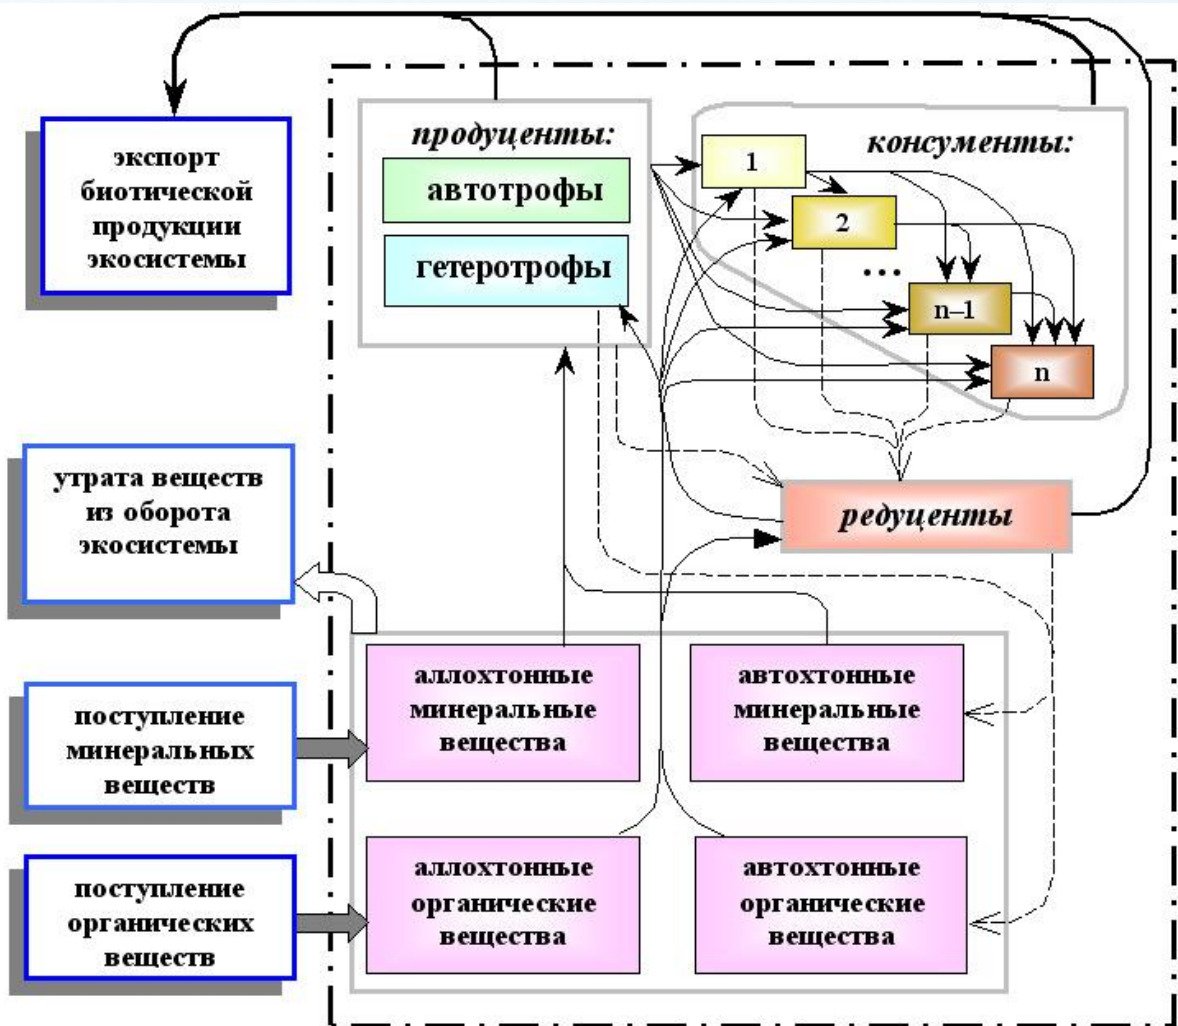 экспорт
биотической
продукции
экосистемы
продуценты:
автотрофы
гетеротрофы
консументы:
1
2
...
n–1
n
утрата веществ
из оборота
экосистемы
редуценты
поступление
минеральных
веществ
аллохтонные
минеральные
вещества
автохтонные
минеральные
вещества
поступление
органических
веществ
аллохтонные
органические
вещества
автохтонные
органические
вещества